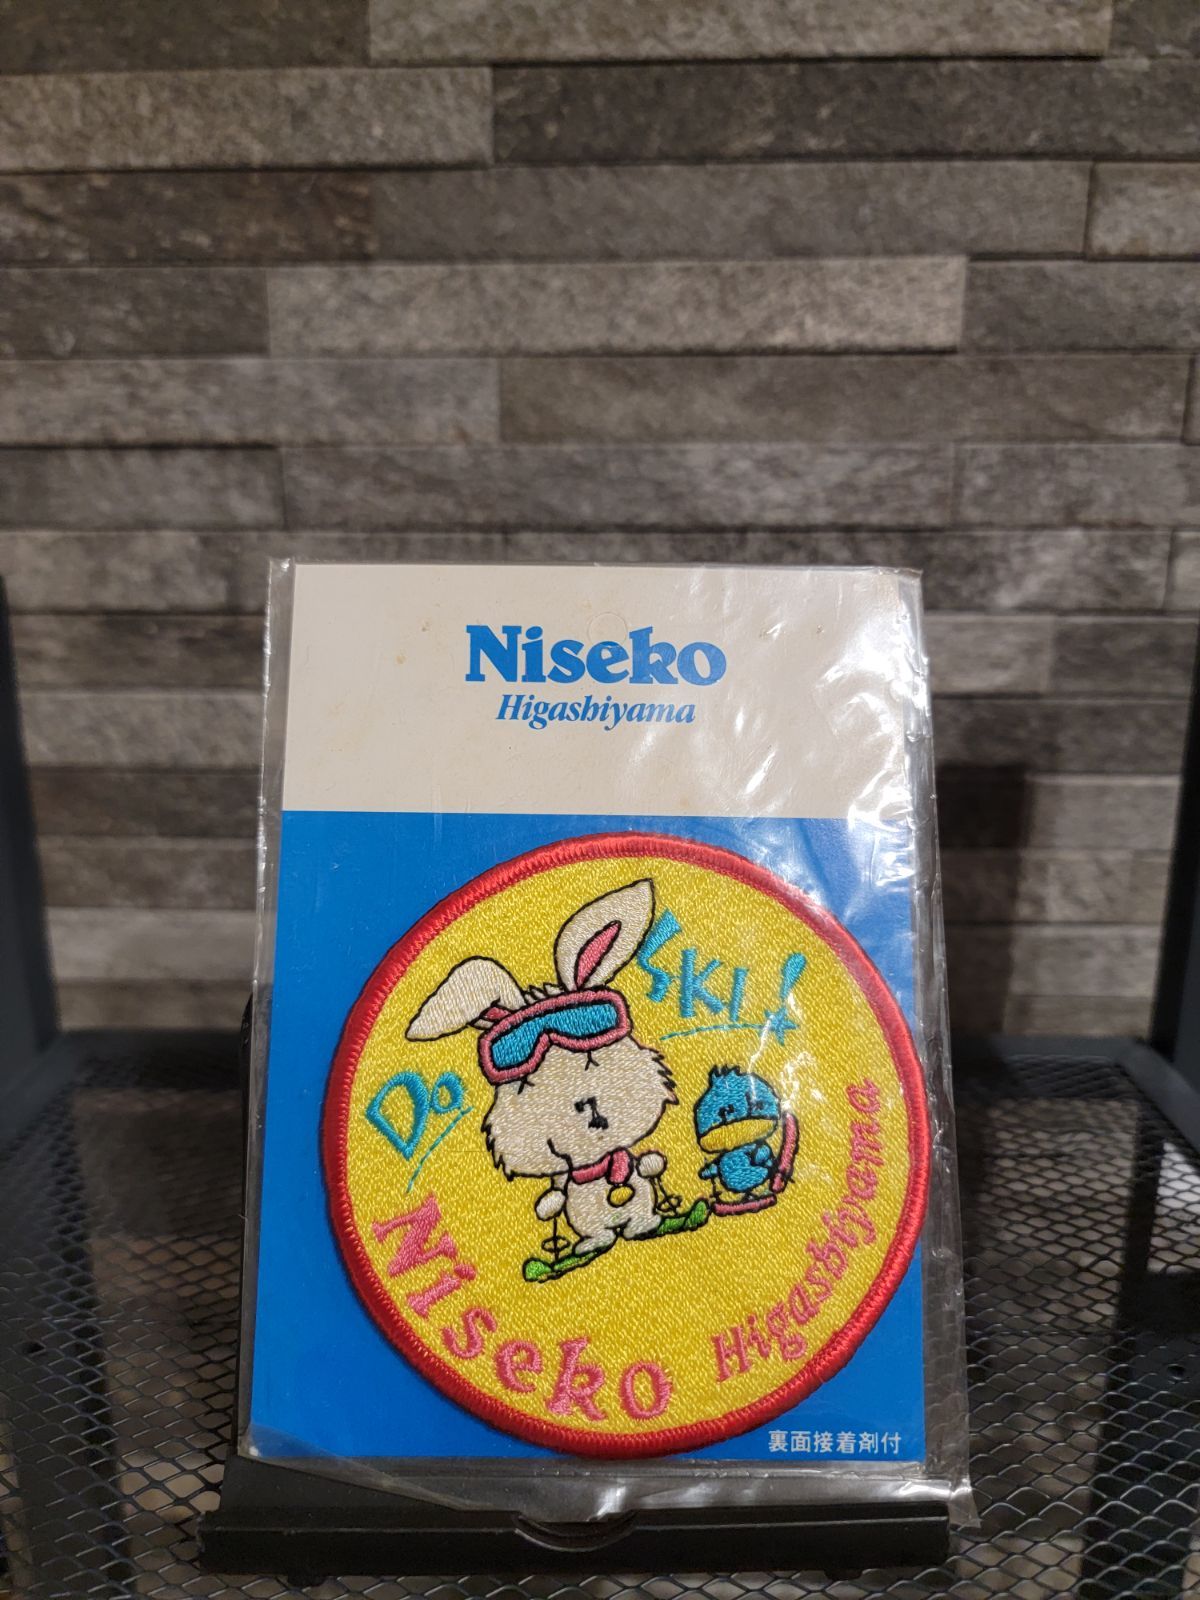 Niseko
Higashiyama
Do SKI!
Niseko Higashiyama
裏面接着剤付